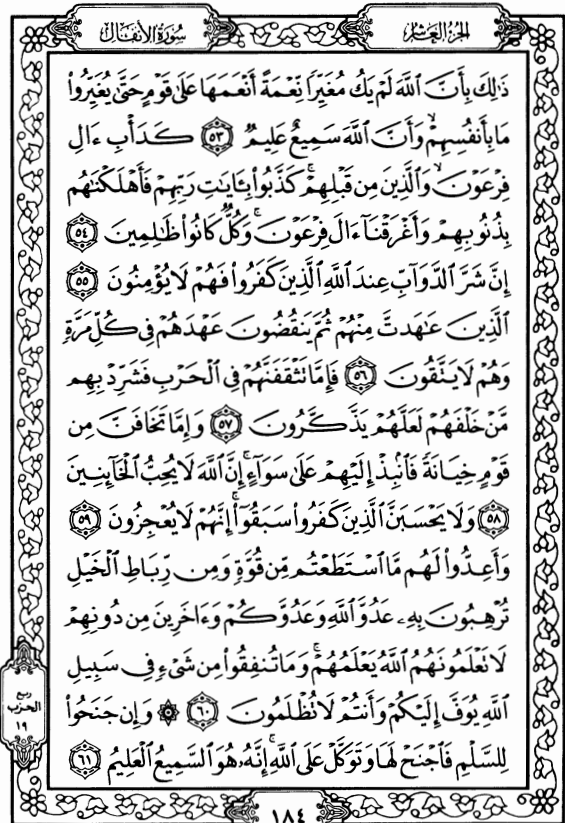 الجزء العاشر
سورة الأنفال
ذَٰلِكَ بِأَنَّ ٱللَّهَ لَمْ يَكُ مُغَيِّرًا نِّعْمَةً أَنْعَمَهَا عَلَىٰ قَوْمٍ حَتَّىٰ يُغَيِّرُوا۟
مَا بِأَنفُسِهِمْ ۙ وَأَنَّ ٱللَّهَ سَمِيعٌ عَلِيمٌ ٥٣ كَدَأْبِ ءَالِ
فِرْعَوْنَ ۙ وَٱلَّذِينَ مِن قَبْلِهِمْ ۚ كَذَّبُوا۟ بِـَٔايَـٰتِ رَبِّهِمْ فَأَهْلَكْنَـٰهُم
بِذُنُوبِهِمْ وَأَغْرَقْنَآ ءَالَ فِرْعَوْنَ ۚ وَكُلٌّ كَانُوا۟ ظَـٰلِمِينَ ٥٤
إِنَّ شَرَّ ٱلدَّوَآبِّ عِندَ ٱللَّهِ ٱلَّذِينَ كَفَرُوا۟ فَهُمْ لَا يُؤْمِنُونَ ٥٥
ٱلَّذِينَ عَـٰهَدتَّ مِنْهُمْ ثُمَّ يَنقُضُونَ عَهْدَهُمْ فِى كُلِّ مَرَّةٍ
وَهُمْ لَا يَتَّقُونَ ٥٦ فَإِمَّا تَثْقَفَنَّهُمْ فِى ٱلْحَرْبِ فَشَرِّدْ بِهِم
مَّنْ خَلْفَهُمْ لَعَلَّهُمْ يَذَّكَّرُونَ ٥٧ وَإِمَّا تَخَافَنَّ مِن
قَوْمٍ خِيَانَةً فَٱنۢبِذْ إِلَيْهِمْ عَلَىٰ سَوَآءٍ ۚ إِنَّ ٱللَّهَ لَا يُحِبُّ ٱلْخَآئِنِينَ
٥٨ وَلَا يَحْسَبَنَّ ٱلَّذِينَ كَفَرُوا۟ سَبَقُوٓا۟ ۚ إِنَّهُمْ لَا يُعْجِزُونَ ٥٩
وَأَعِدُّوا۟ لَهُم مَّا ٱسْتَطَعْتُم مِّن قُوَّةٍ وَمِن رِّبَاطِ ٱلْخَيْلِ
تُرْهِبُونَ بِهِۦ عَدُوَّ ٱللَّهِ وَعَدُوَّكُمْ وَءَاخَرِينَ مِن دُونِهِمْ
لَا تَعْلَمُونَهُمُ ٱللَّهُ يَعْلَمُهُمْ ۚ وَمَا تُنفِقُوا۟ مِن شَىْءٍ فِى سَبِيلِ
ٱللَّهِ يُوَفَّ إِلَيْكُمْ وَأَنتُمْ لَا تُظْلَمُونَ ٦٠ ۞ وَإِن جَنَحُوا۟
لِلسَّلْمِ فَٱجْنَحْ لَهَا وَتَوَكَّلْ عَلَى ٱللَّهِ ۚ إِنَّهُۥ هُوَ ٱلسَّمِيعُ ٱلْعَلِيمُ ٦١
ربع
الحزب
١٩
١٨٤